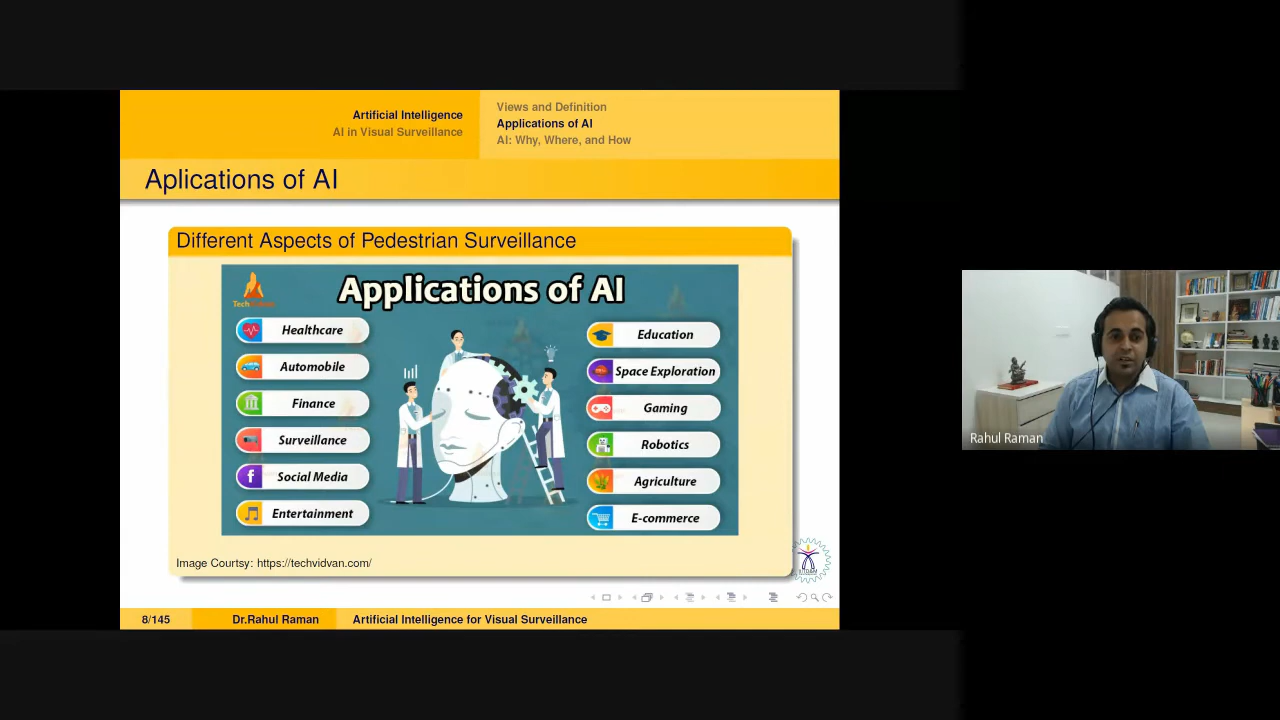 Artificial Intelligence
AI in Visual Surveillance
Views and Definition
Applications of AI
AI: Why, Where, and How
Aplications of AI
Different Aspects of Pedestrian Surveillance
Applications of AI
Healthcare
Automobile
Finance
Surveillance
Social Media
Entertainment
Education
Space Exploration
Gaming
Robotics
Agriculture
E-commerce
Image Courtsy: https://techvidvan.com/
8/145 Dr.Rahul Raman Artificial Intelligence for Visual Surveillance
Rahul Raman